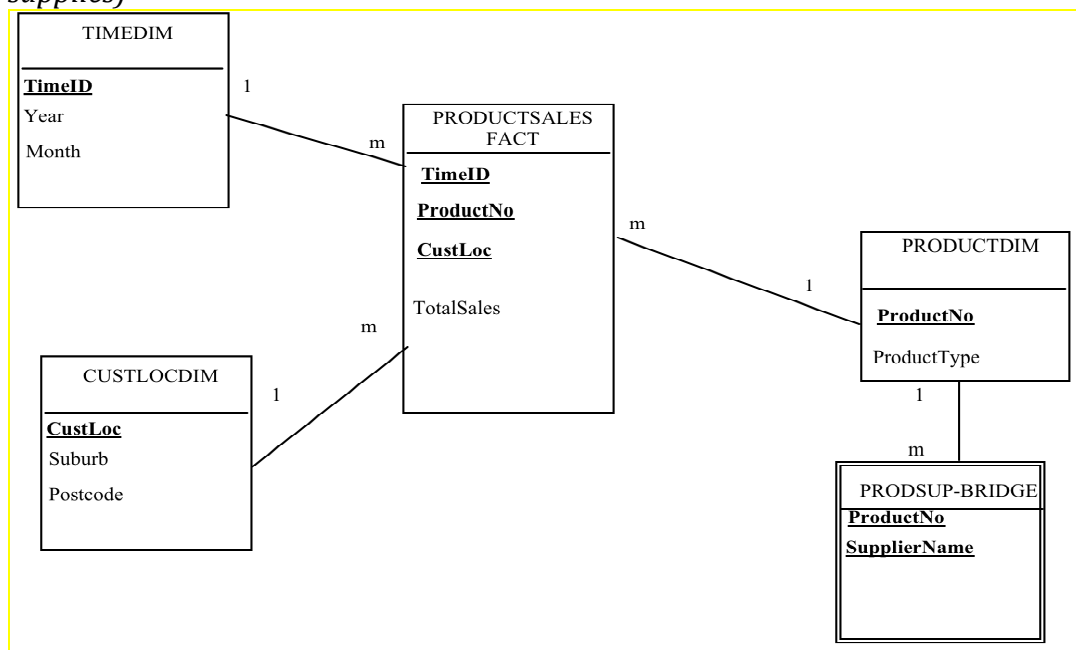 supplies)
TIMEDIM
TimeID
Year
Month
1
m
PRODUCTSALES
FACT
TimeID
ProductNo
CustLoc
TotalSales
m
1
PRODUCTDIM
ProductNo
ProductType
m
1
CUSTLOCDIM
CustLoc
Suburb
Postcode
1
m
PRODSUP-BRIDGE
ProductNo
SupplierName